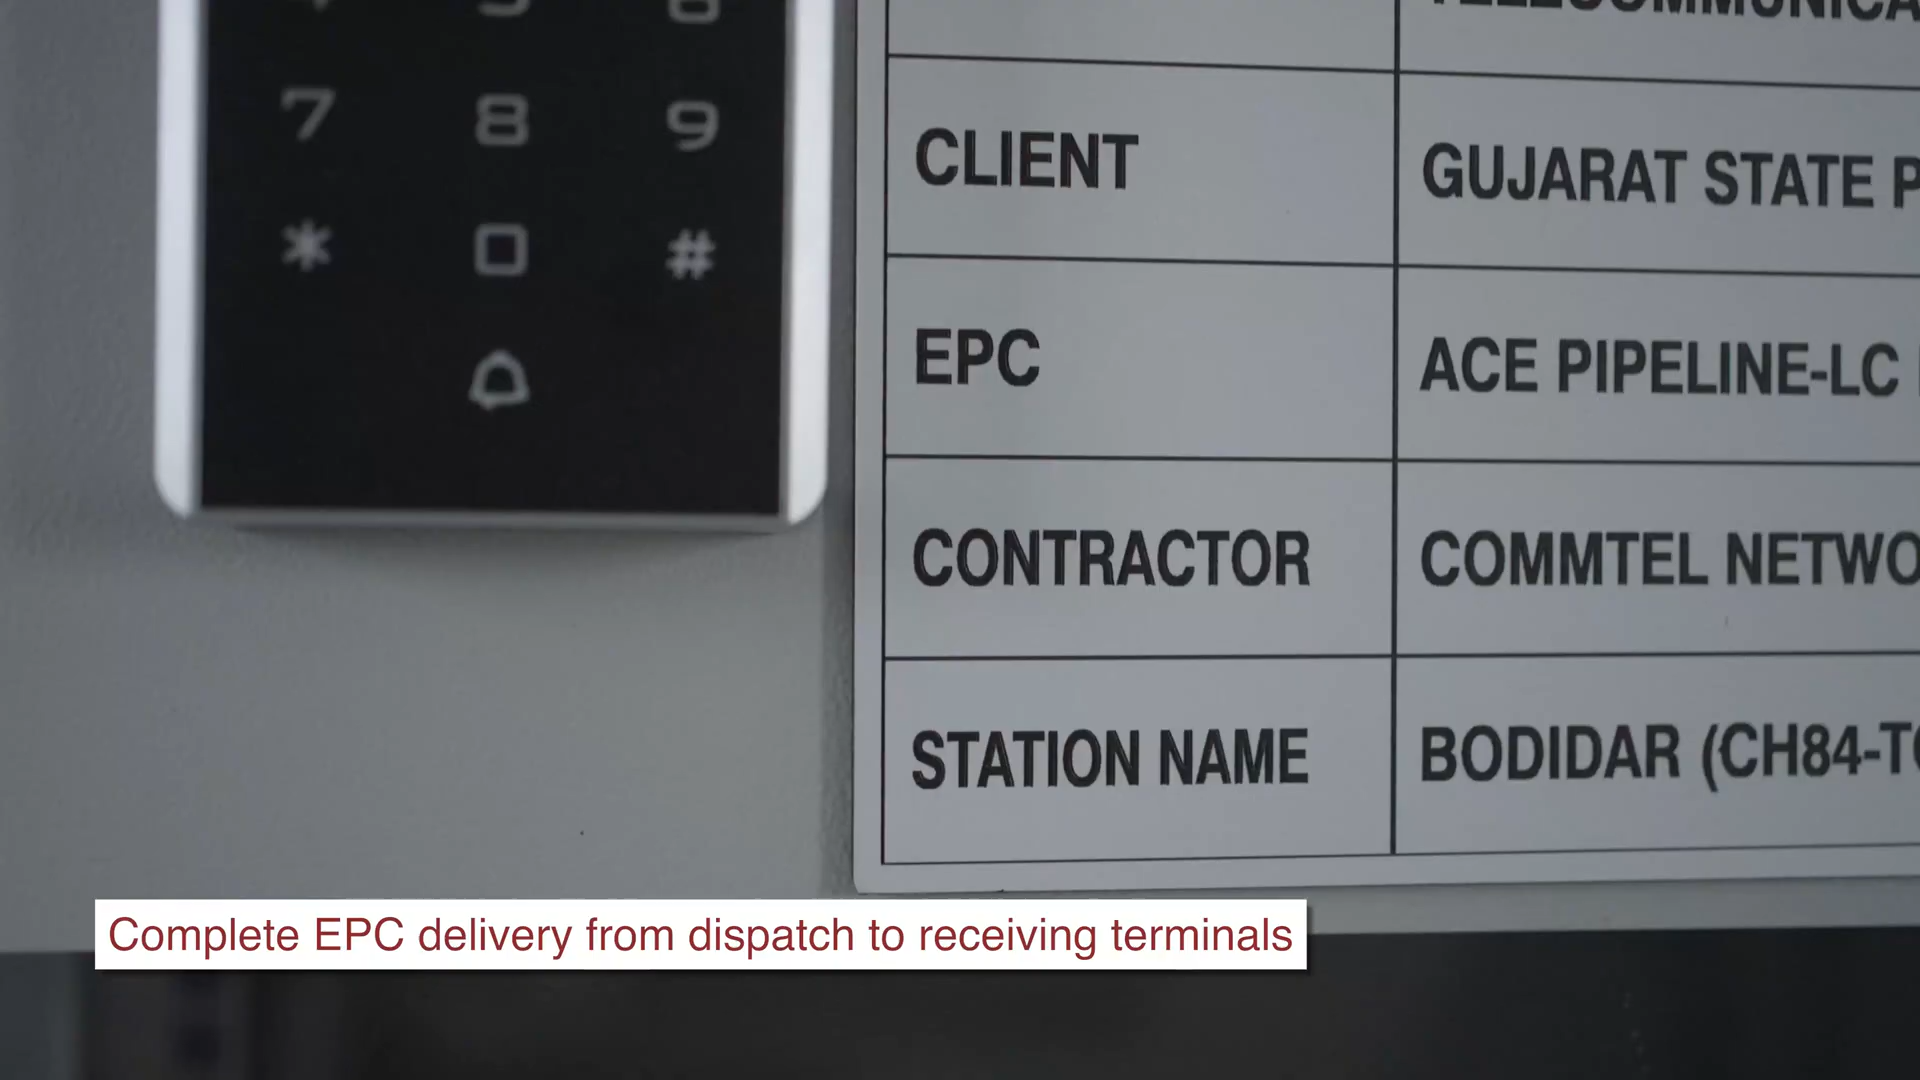 7 8 9
* 0 #
CLIENT GUJARAT STATE
EPC ACE PIPELINE-LC
CONTRACTOR COMMTEL
STATION NAME BODIDAR (CH84-
Complete EPC delivery from dispatch to receiving terminals